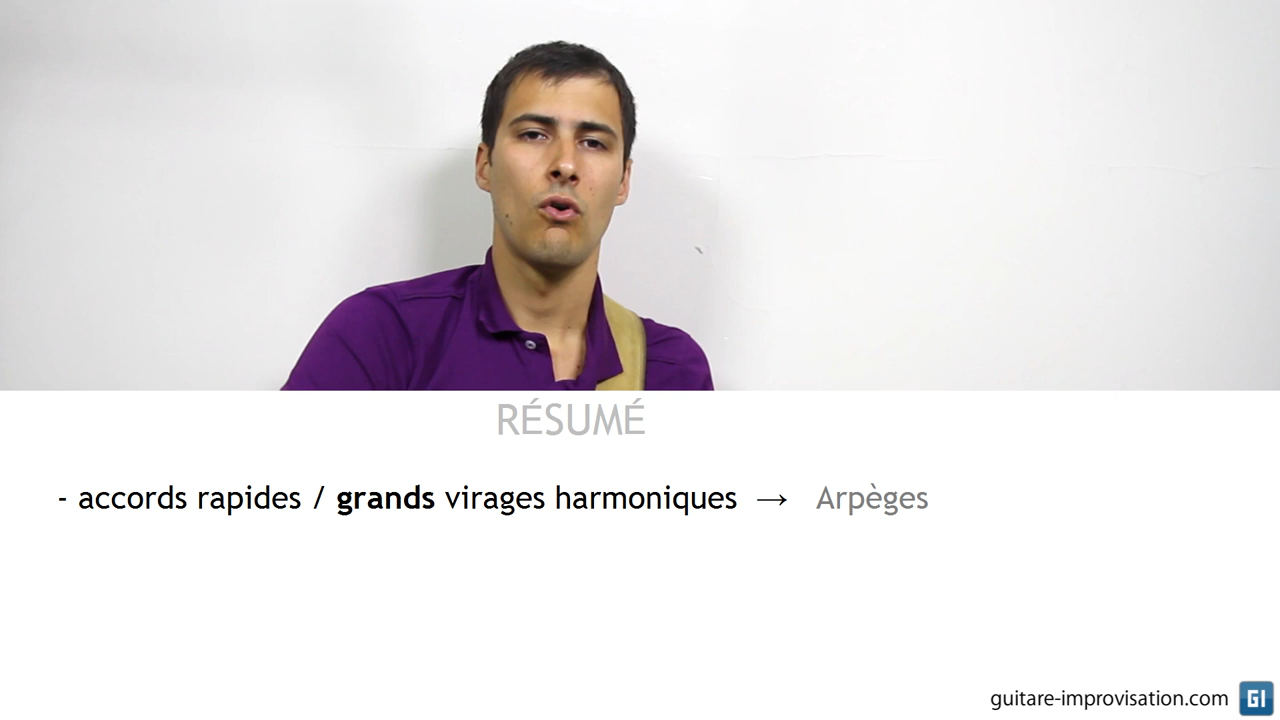 RÉSUMÉ
- accords rapides / grands virages harmoniques → Arpèges
guitare-improvisation.com GI